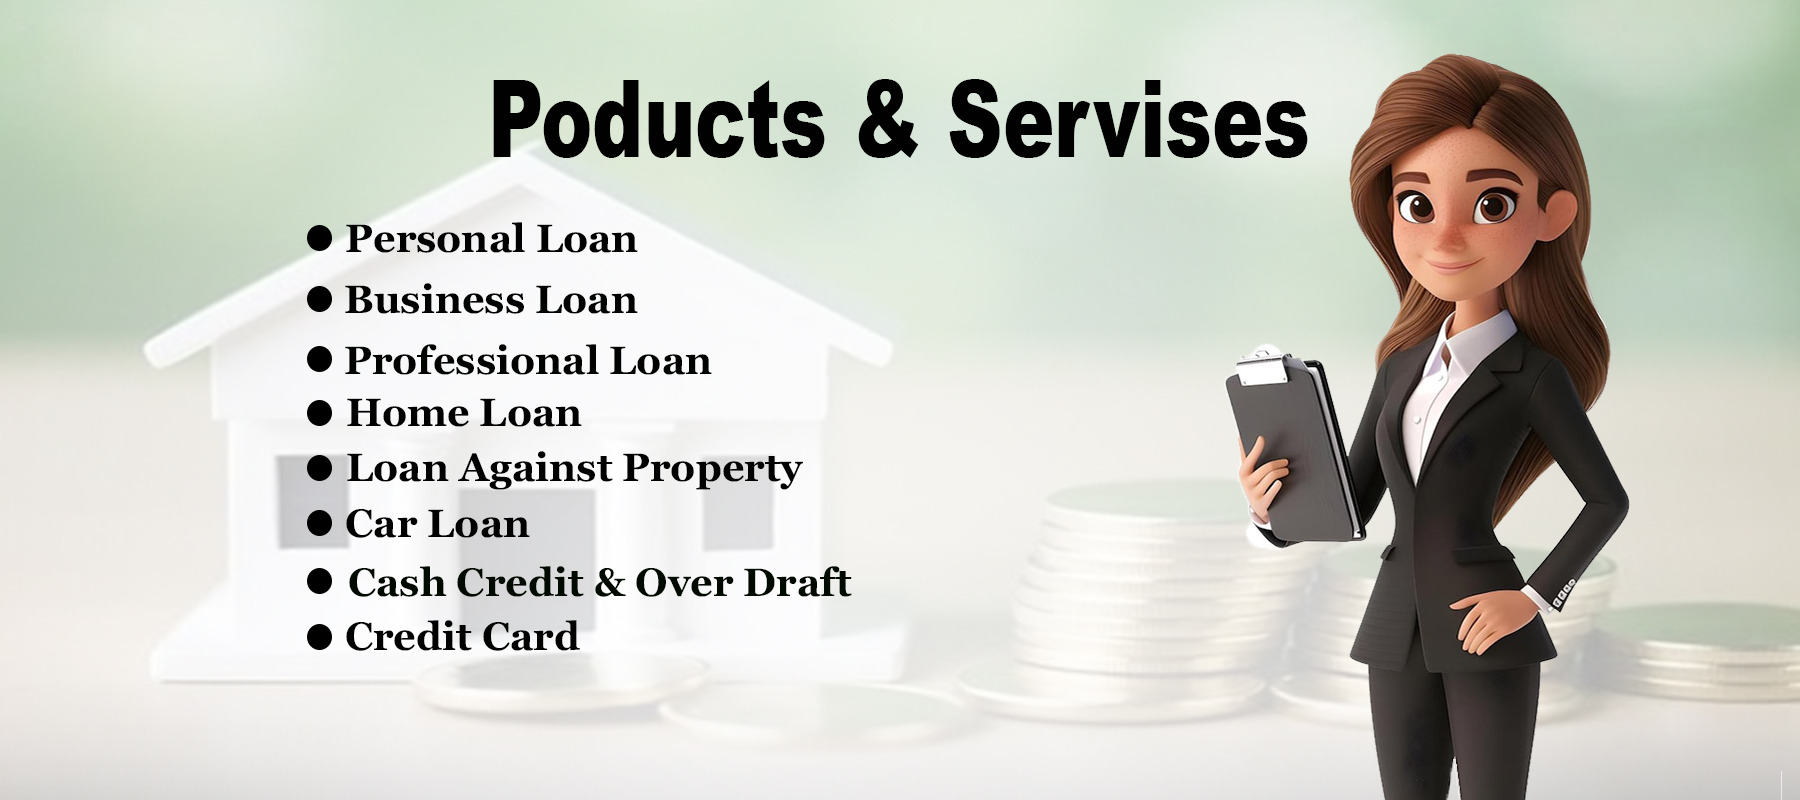 Poducts & Servises
● Personal Loan
● Business Loan
● Professional Loan
● Home Loan
● Loan Against Property
● Car Loan
● Cash Credit & Over Draft
● Credit Card